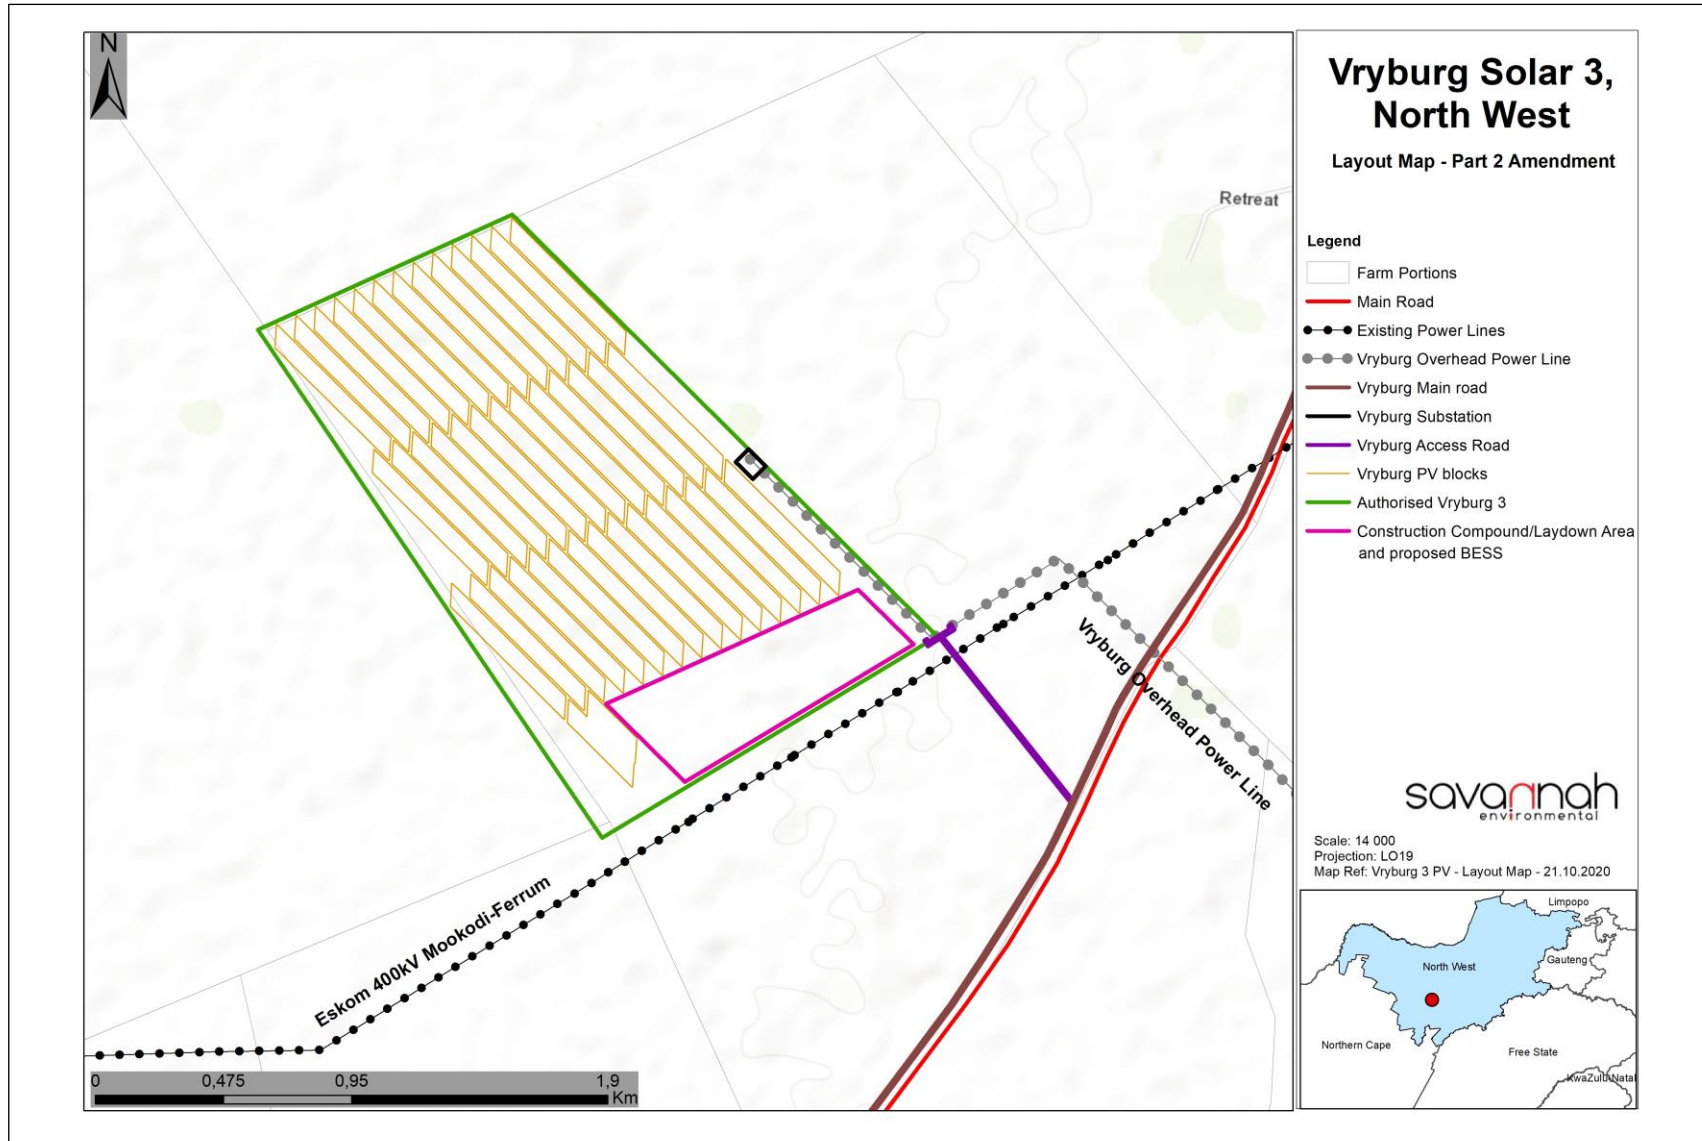 N
Retreat
Vryburg Overhead Power Line
Eskom 400kV Mookodi-Ferrum
0 0,475 0,95 1,9
Km
Vryburg Solar 3,
North West
Layout Map - Part 2 Amendment
Legend
Farm Portions
Main Road
Existing Power Lines
Vryburg Overhead Power Line
Vryburg Main road
Vryburg Substation
Vryburg Access Road
Vryburg PV blocks
Authorised Vryburg 3
Construction Compound/Laydown Area
and proposed BESS
savannah
environmental
Scale: 14 000
Projection: LO19
Map Ref: Vryburg 3 PV - Layout Map - 21.10.2020
Limpopo
North West
Gauteng
Northern Cape
Free State
KwaZulu-Natal